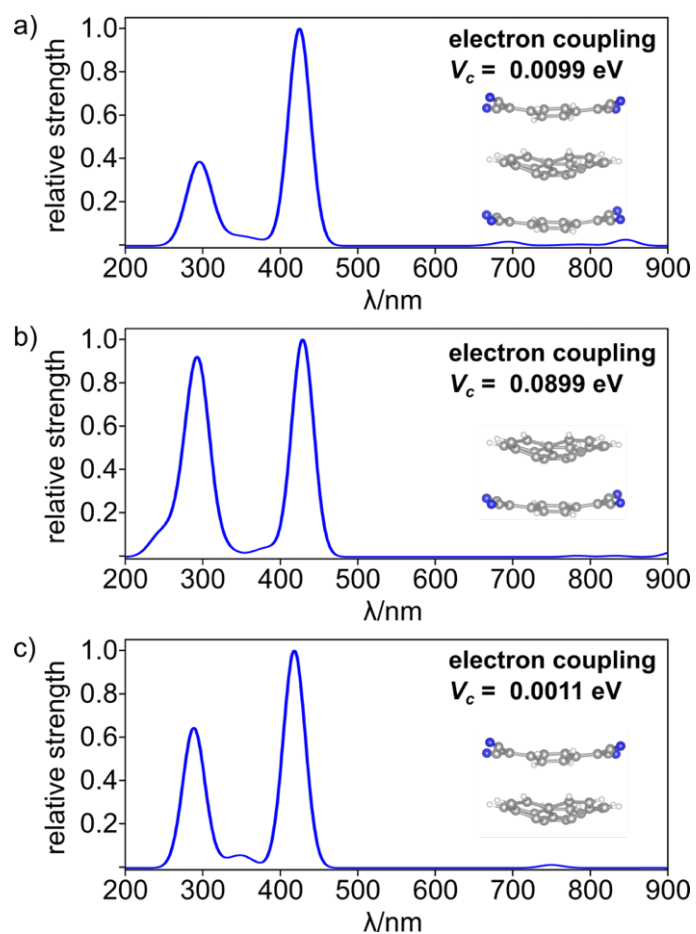 a)
relative strength
1.0
0.8
0.6
0.4
0.2
electron coupling
V_c = 0.0099 eV
200 300 400 500 600 700 800 900
λ/nm
b)
relative strength
1.0
0.8
0.6
0.4
0.2
electron coupling
V_c = 0.0899 eV
200 300 400 500 600 700 800 900
λ/nm
c)
relative strength
1.0
0.8
0.6
0.4
0.2
electron coupling
V_c = 0.0011 eV
200 300 400 500 600 700 800 900
λ/nm